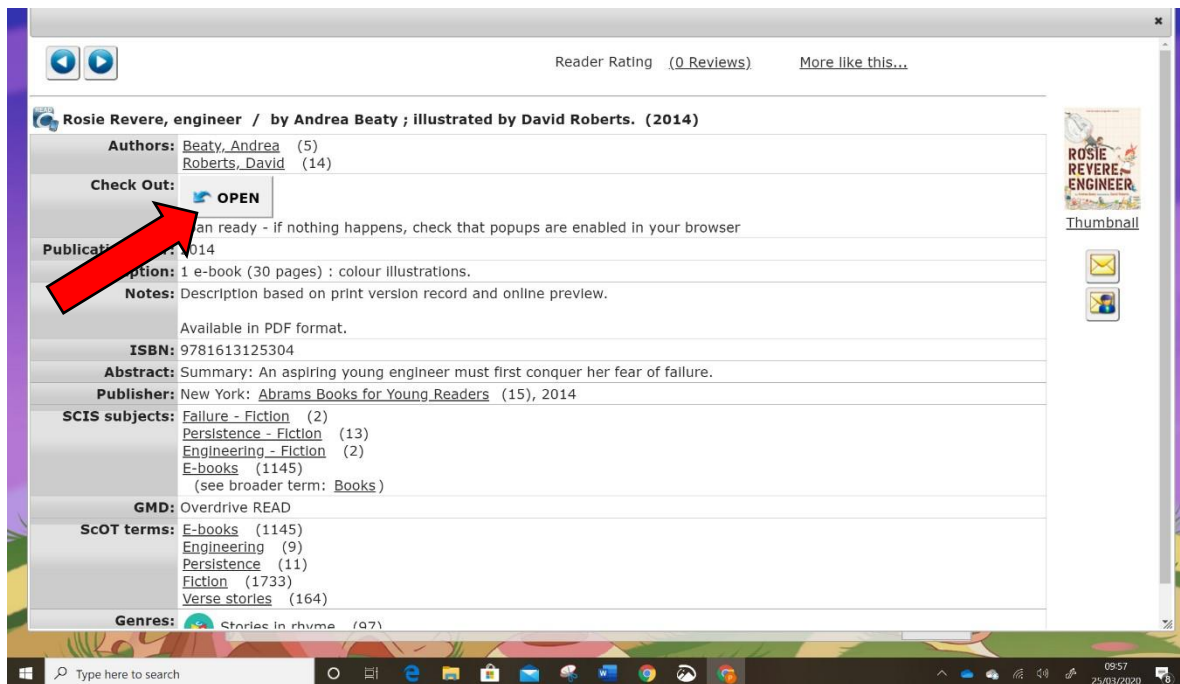 Reader Rating (0 Reviews) More like this...
READ
Rosie Revere, engineer / by Andrea Beaty ; illustrated by David Roberts. (2014)
Authors: Beaty, Andrea (5)
Roberts, David (14)
Check Out: OPEN
ready - if nothing happens, check that popups are enabled in your browser
2014
1 e-book (30 pages) : colour illustrations.
Notes: Description based on print version record and online preview.
Available in PDF format.
ISBN: 9781613125304
Abstract: Summary: An aspiring young engineer must first conquer her fear of failure.
Publisher: New York: Abrams Books for Young Readers (15), 2014
SCIS subjects: Failure - Fiction (2)
Persistence - Fiction (13)
Engineering - Fiction (2)
E-books (1145)
(see broader term: Books)
GMD: Overdrive READ
ScOT terms: E-books (1145)
Engineering (9)
Persistence (11)
Fiction (1733)
Verse stories (164)
Genres: Stories in rhyme (97)
ROSIE
REVERE,
ENGINEER
Thumbnail
Type here to search
09:57
25/03/2020
8